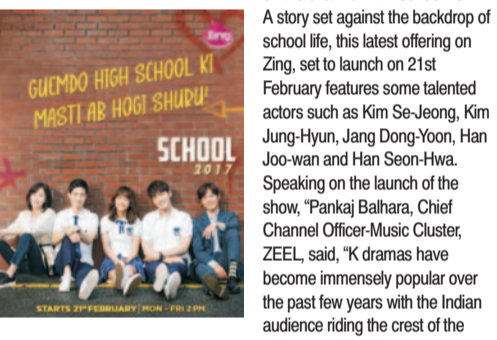 Zing
GUEMDO HIGH SCHOOL KI
MASTI AB HOGI SHURU!
SCHOOL
2017
STARTS 21ST FEBRUARY | MON - FRI 2 PM
A story set against the backdrop of
school life, this latest offering on
Zing, set to launch on 21st
February features some talented
actors such as Kim Se-Jeong, Kim
Jung-Hyun, Jang Dong-Yoon, Han
Joo-wan and Han Seon-Hwa.
Speaking on the launch of the
show, “Pankaj Balhara, Chief
Channel Officer-Music Cluster,
ZEEL, said, “K dramas have
become immensely popular over
the past few years with the Indian
audience riding the crest of the